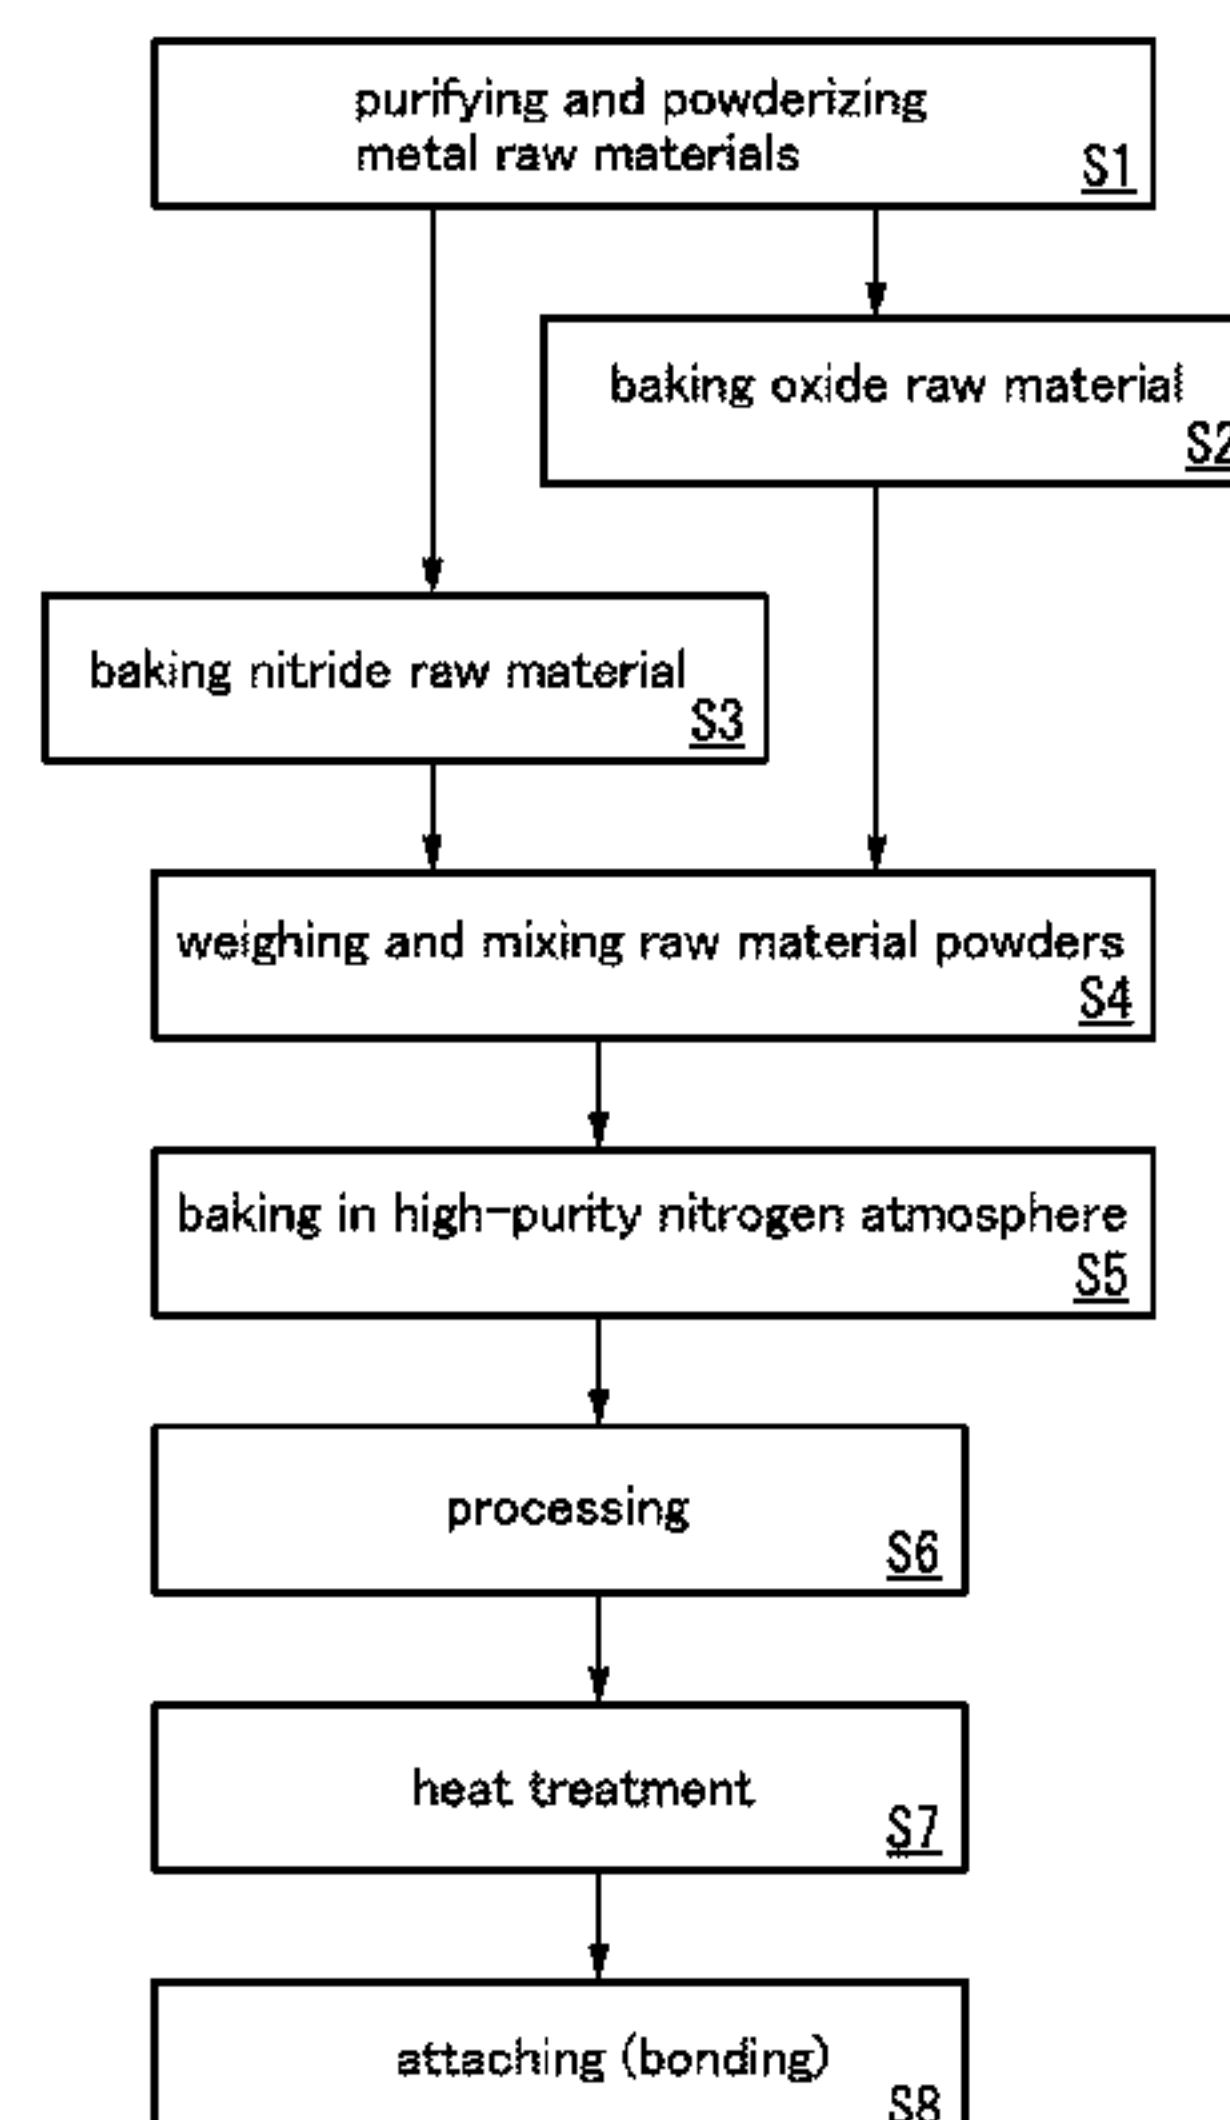 purifying and powderizing
metal raw materials
S1
baking oxide raw material
S2
baking nitride raw material
S3
weighing and mixing raw material powders
S4
baking in high-purity nitrogen atmosphere
S5
processing
S6
heat treatment
S7
attaching (bonding)
S8